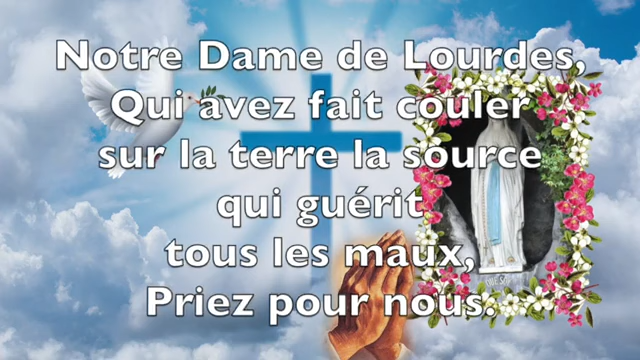 Notre Dame de Lourdes,
Qui avez fait couler
sur la terre la source
qui guérit
tous les maux,
Priez pour nous.